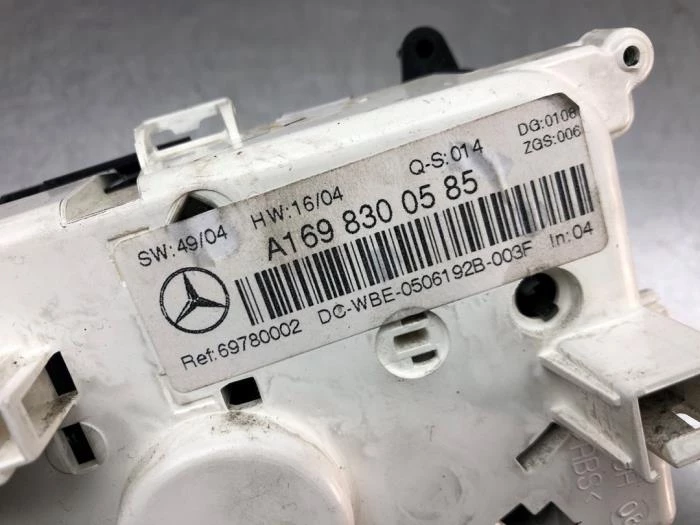 SW:49/04 HW:16/04 Q-S:014 DG:0108
ZGS:006
A169 830 05 85
Ref:69780002 DC-WBE-0506192B-003F In:04